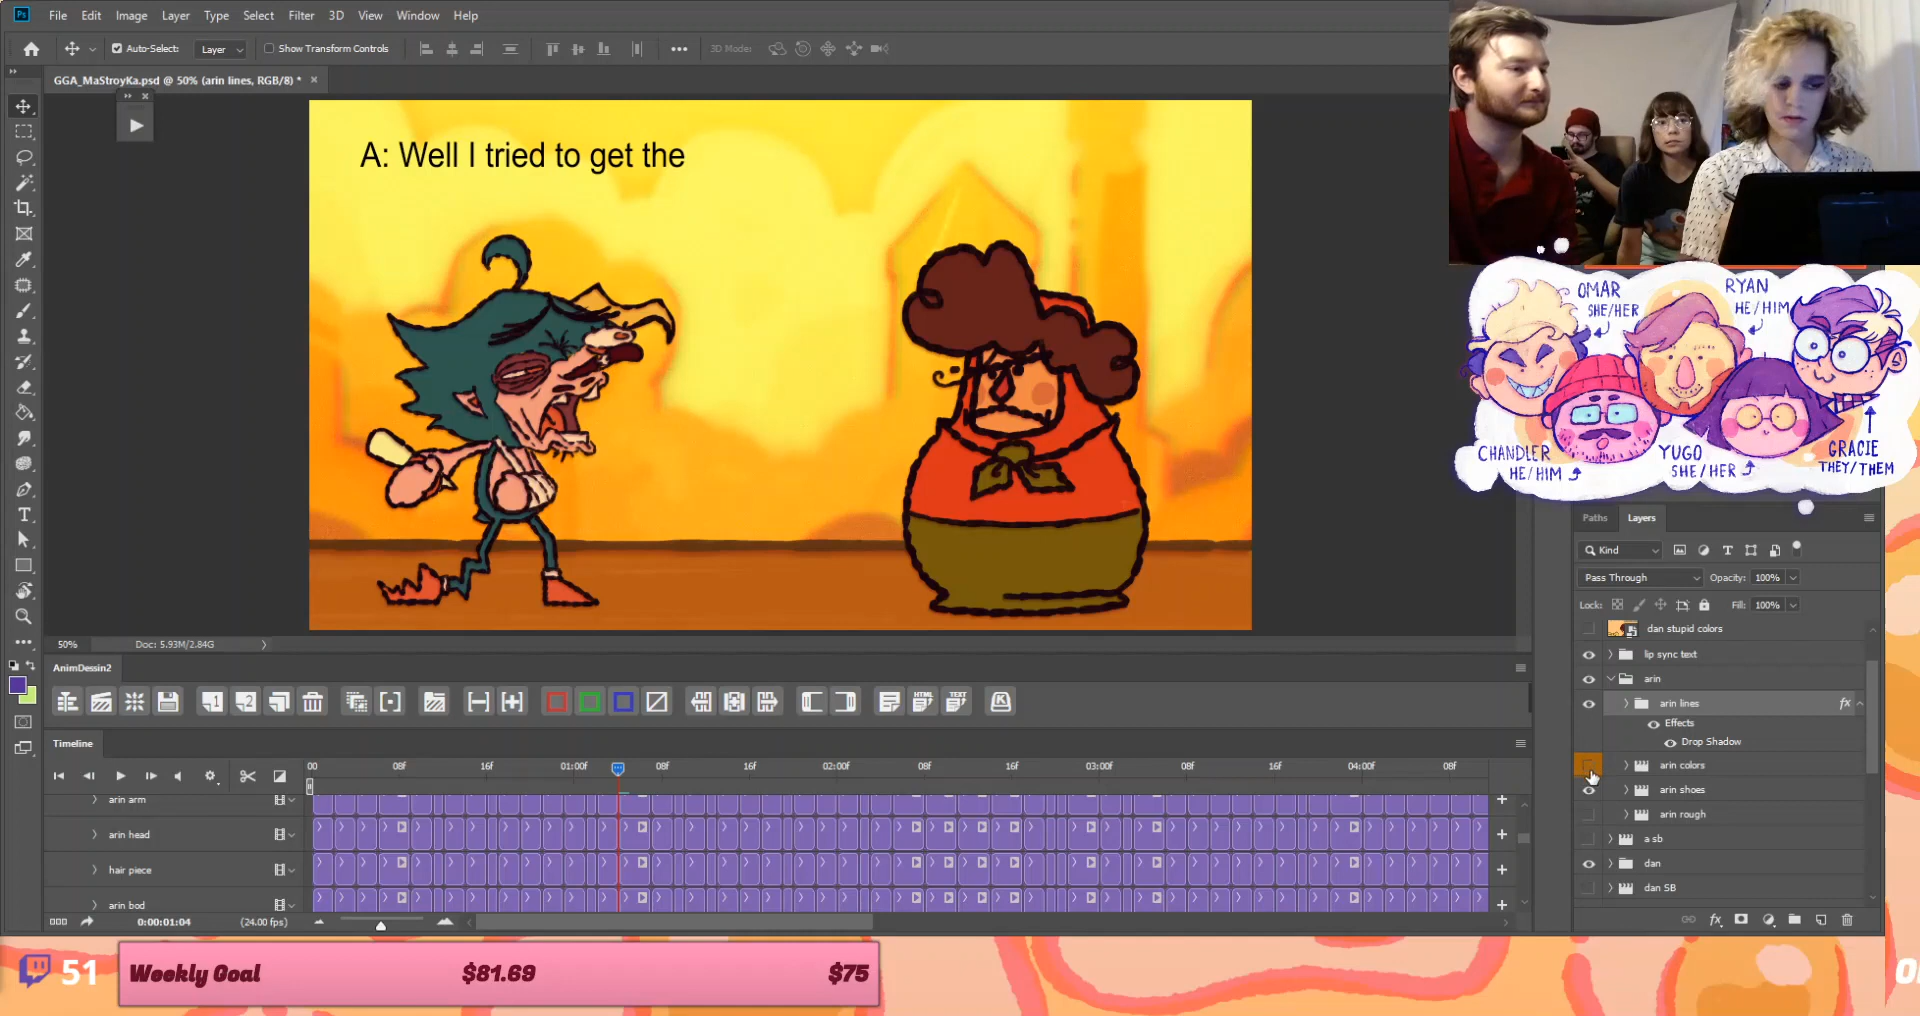 File Edit Image Layer Type Select Filter 3D View Window Help
Auto-Select: Layer Show Transform Controls 3D Mode:
GGA_MaStroyKa.psd @ 50% (arin lines, RGB/8) *
A: Well I tried to get the
50% Doc: 5.93M/2.84G
AnimDessin2
Timeline
00 08f 16f 01:00f 08f 16f 02:00f 08f 16f 03:00f 08f 16f 04:00f 08f
arin arm
arin head
hair piece
arin bod
0:00:01:04 (24.00 fps)
OMAR
SHE/HER
RYAN
HE/HIM
CHANDLER
HE/HIM
YUGO
SHE/HER
GRACIE
THEY/THEM
Paths Layers
Kind
Pass Through Opacity: 100%
Lock: Fill: 100%
dan stupid colors
lip sync text
arin
arin lines fx
Effects
Drop Shadow
arin colors
arin shoes
arin rough
a sb
dan
dan SB
51 Weekly Goal $81.69 $75